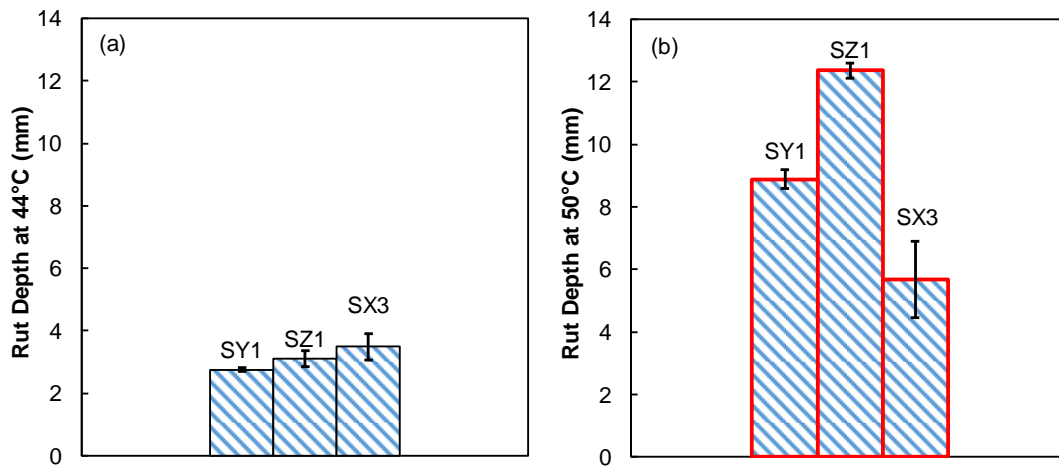 Rut Depth at 44°C (mm)
14
12
10
8
6
4
2
0
(a)
SY1
SZ1
SX3
Rut Depth at 50°C (mm)
14
12
10
8
6
4
2
0
(b)
SY1
SZ1
SX3